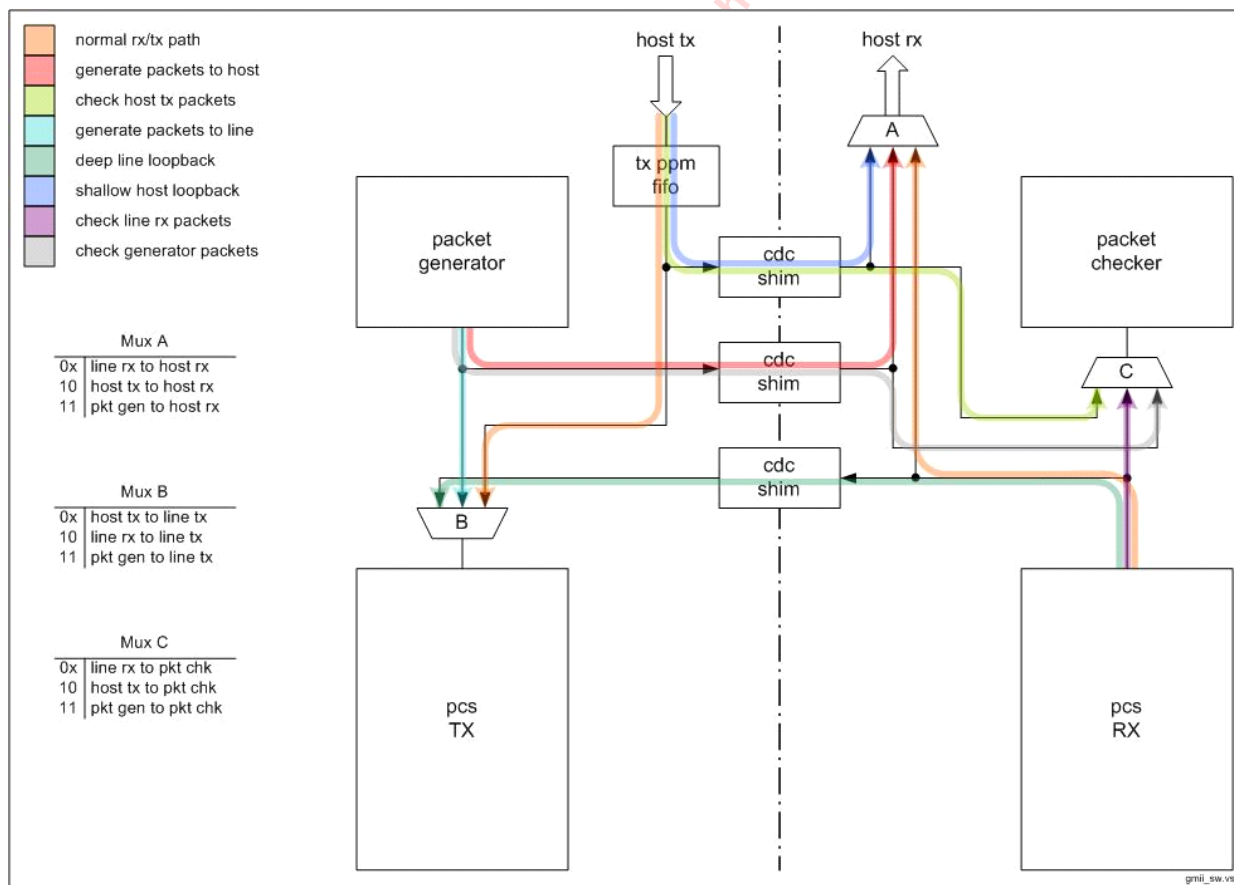 normal rx/tx path
generate packets to host
check host tx packets
generate packets to line
deep line loopback
shallow host loopback
check line rx packets
check generator packets
host tx
host rx
A
tx ppm
fifo
packet
generator
cdc
shim
packet
checker
Mux A
0x line rx to host rx
10 host tx to host rx
11 pkt gen to host rx
cdc
shim
C
cdc
shim
Mux B
0x host tx to line tx
10 line rx to line tx
11 pkt gen to line tx
B
Mux C
0x line rx to pkt chk
10 host tx to pkt chk
11 pkt gen to pkt chk
pcs
TX
pcs
RX
gmii_sw.vs